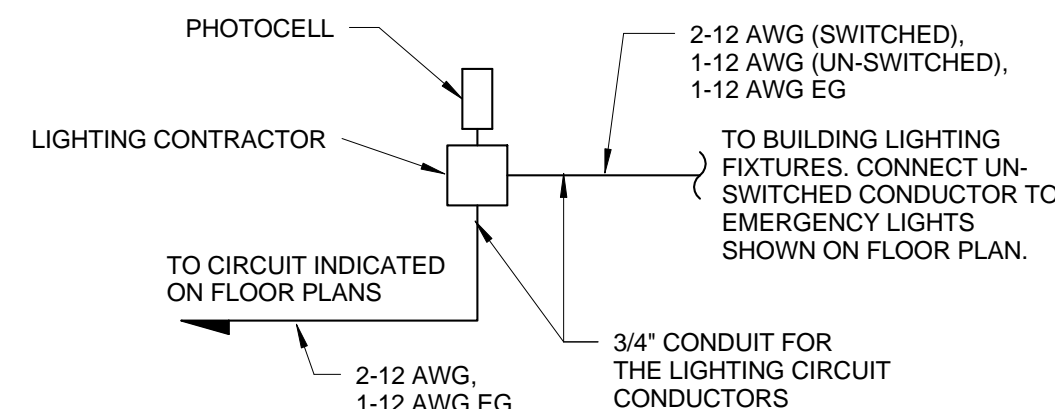 PHOTOCELL
2-12 AWG (SWITCHED),
1-12 AWG (UN-SWITCHED),
1-12 AWG EG
LIGHTING CONTRACTOR
TO BUILDING LIGHTING
FIXTURES. CONNECT UN-
SWITCHED CONDUCTOR TO
EMERGENCY LIGHTS
SHOWN ON FLOOR PLAN.
TO CIRCUIT INDICATED
ON FLOOR PLANS
3/4" CONDUIT FOR
THE LIGHTING CIRCUIT
CONDUCTORS
2-12 AWG,
1-12 AWG EG